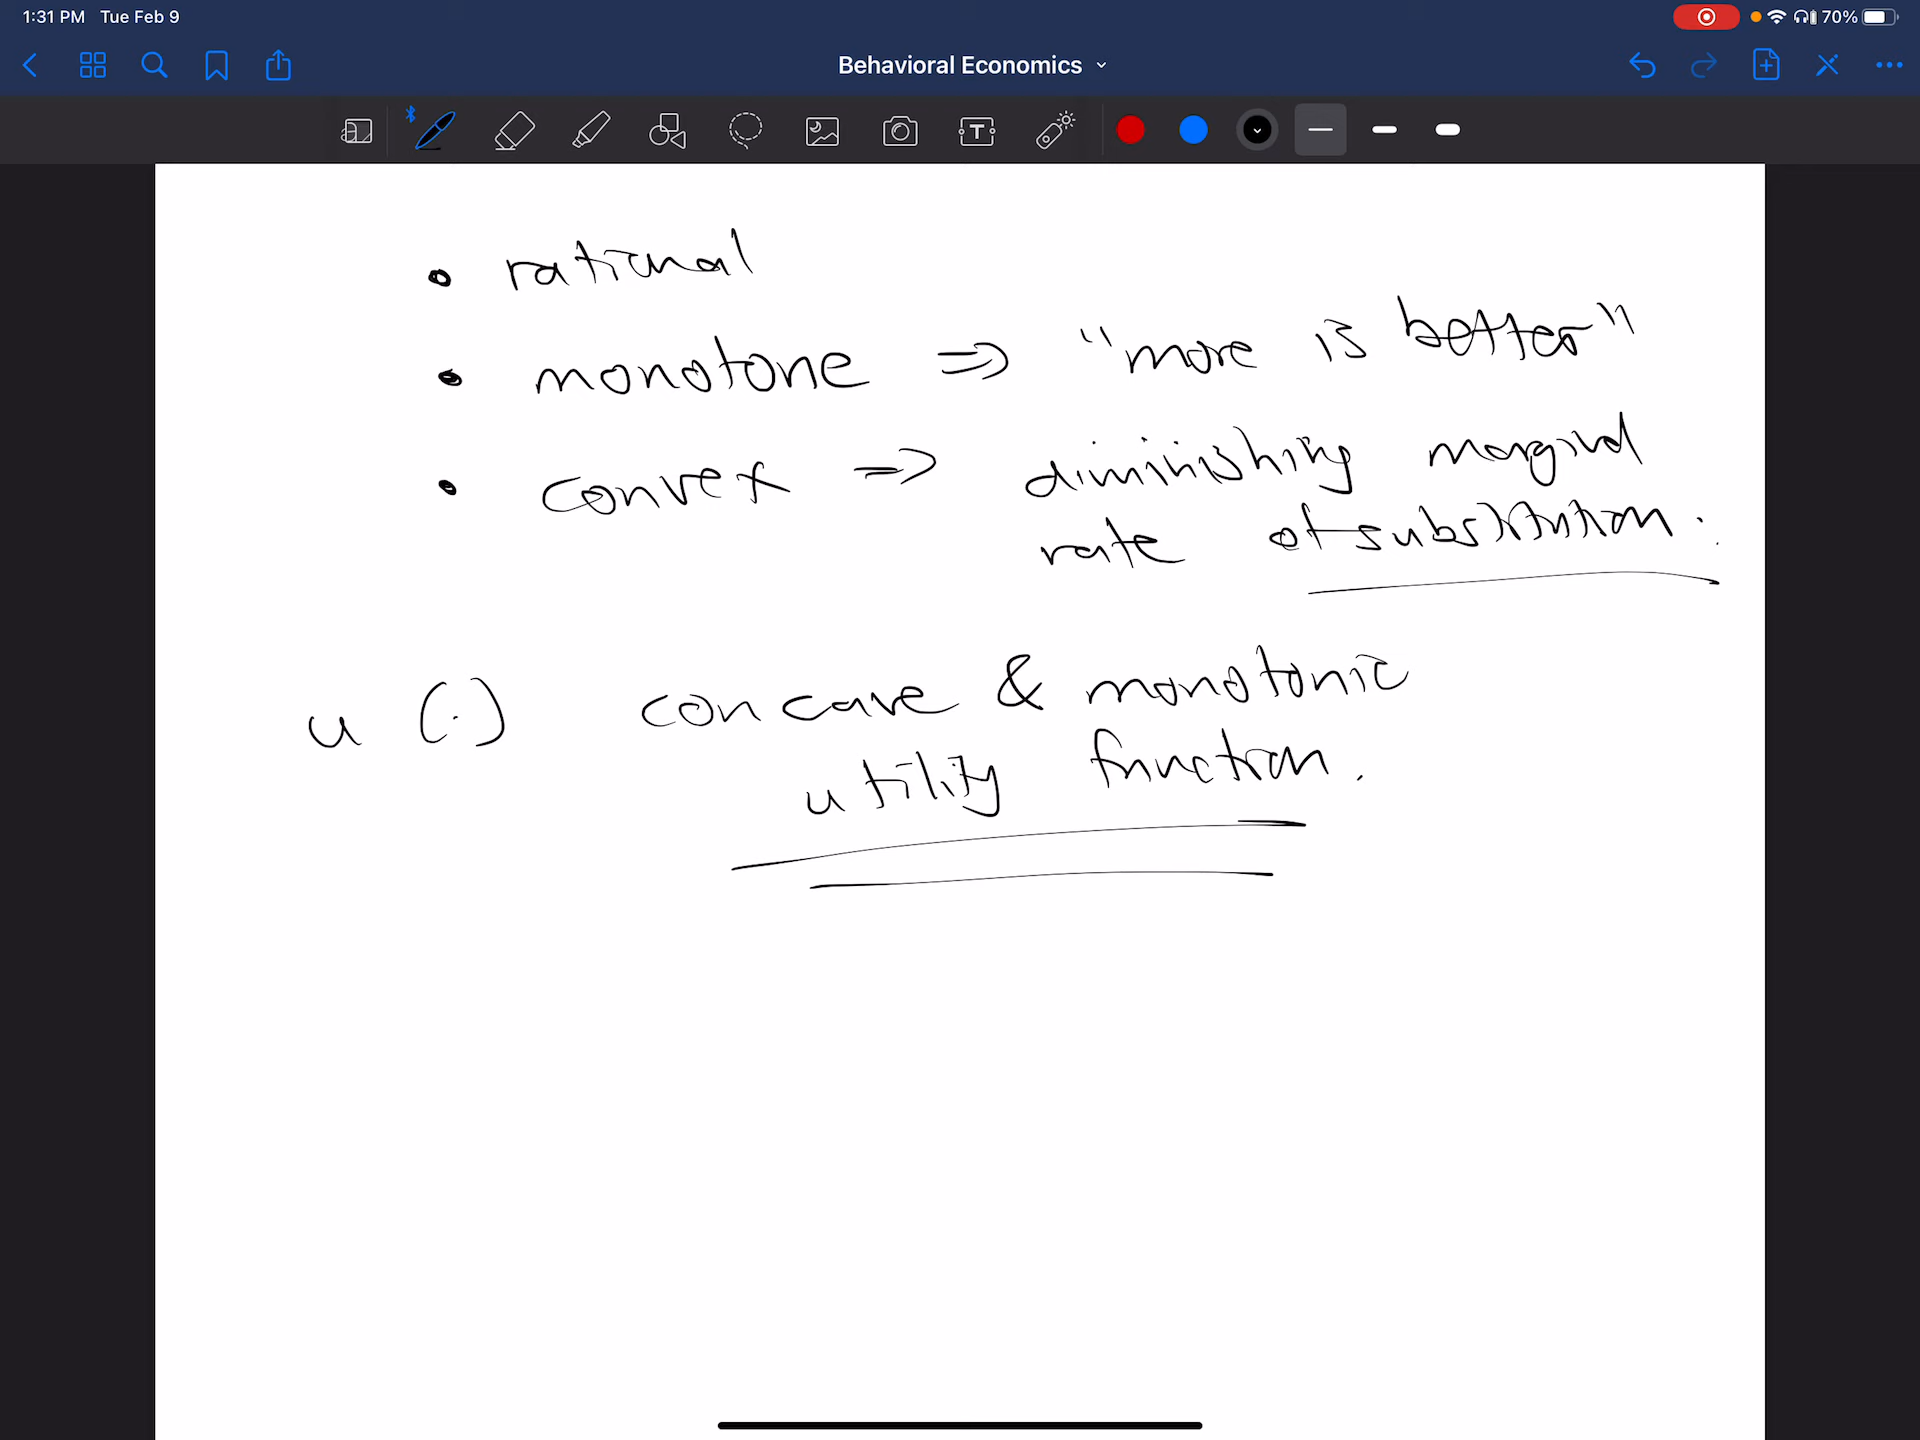 1:31 PM Tue Feb 9 70%
Behavioral Economics
T
• rational
• monotone => "more is better"
• convex => diminishing marginal
rate of substitution.
u (.) concave & monotonic
utility function.